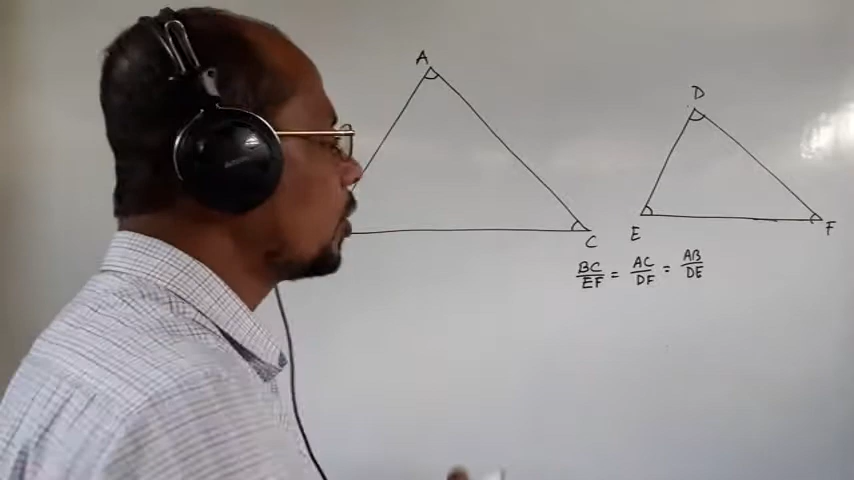 A
D
C
E
F
BC/EF = AC/DF = AB/DE